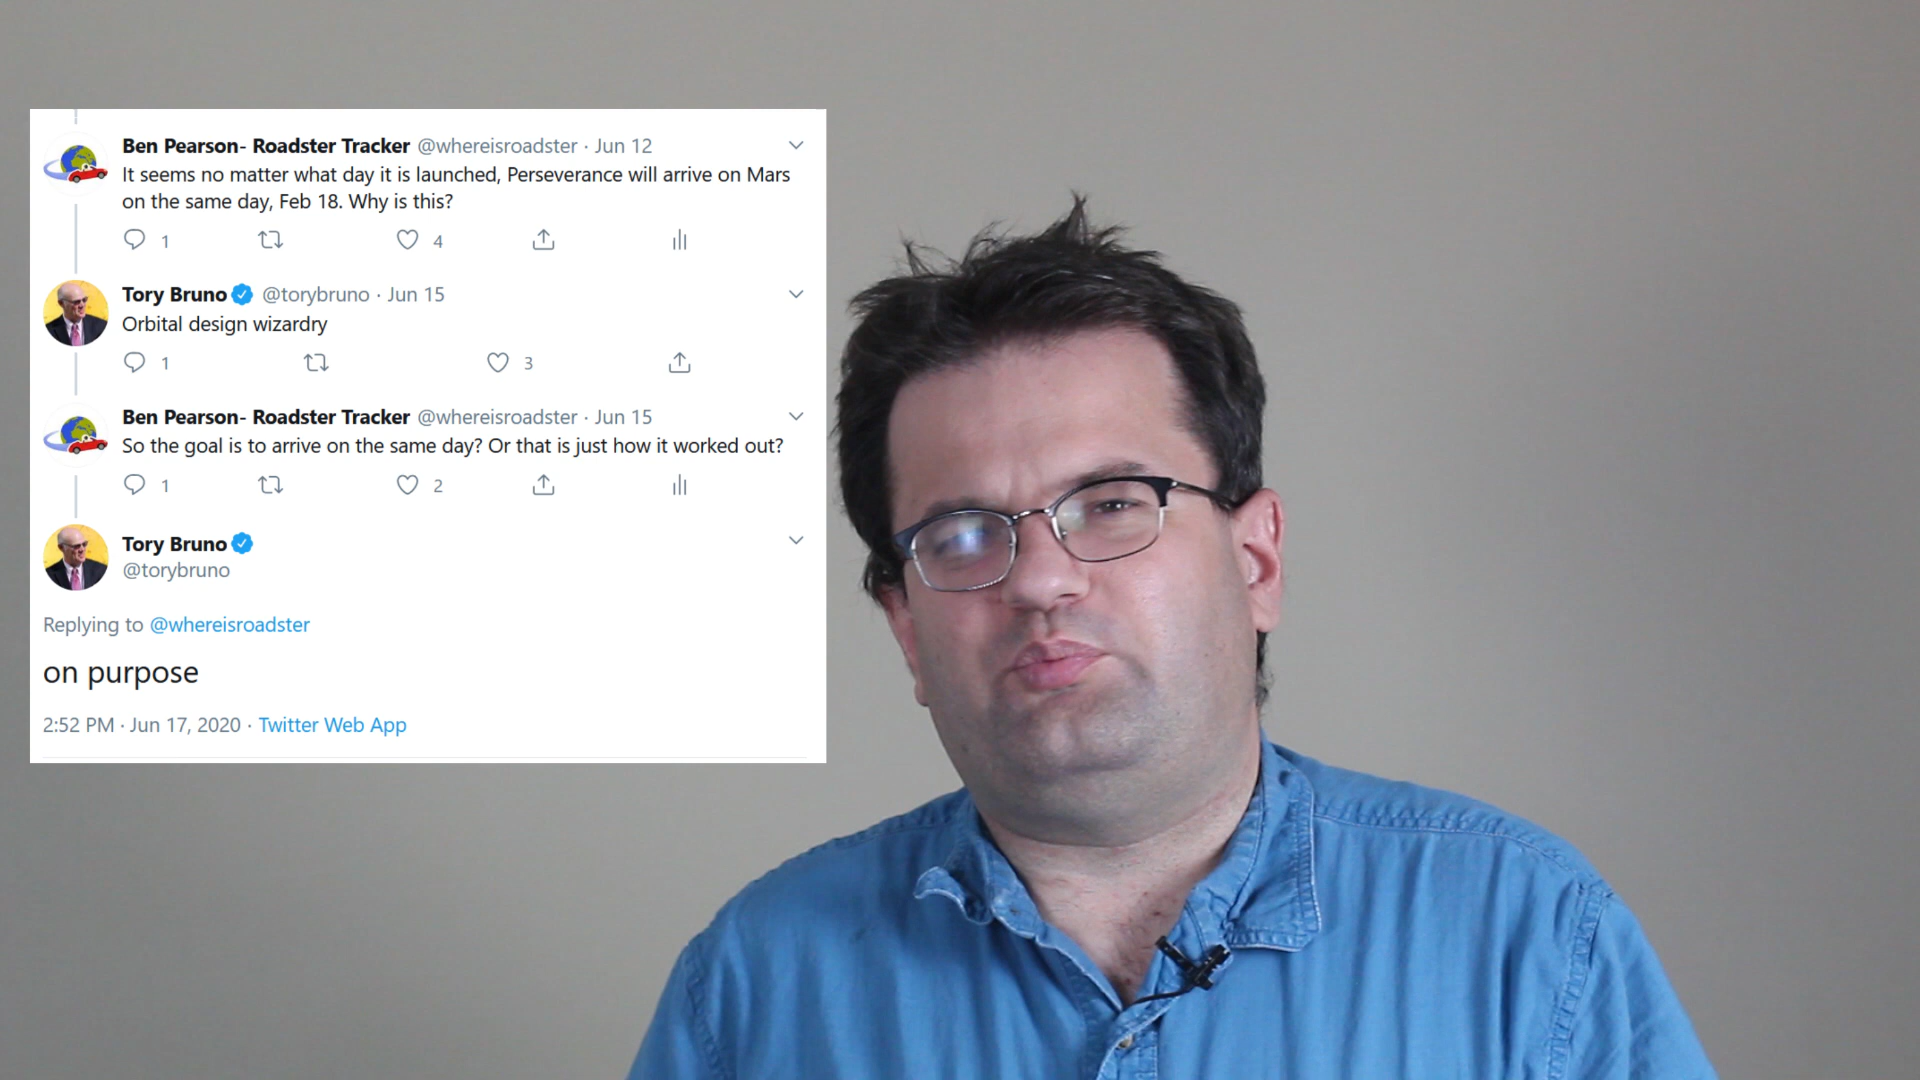 Ben Pearson- Roadster Tracker @whereisroadster · Jun 12
It seems no matter what day it is launched, Perseverance will arrive on Mars
on the same day, Feb 18. Why is this?
1 4
Tory Bruno @torybruno · Jun 15
Orbital design wizardry
1 3
Ben Pearson- Roadster Tracker @whereisroadster · Jun 15
So the goal is to arrive on the same day? Or that is just how it worked out?
1 2
Tory Bruno
@torybruno
Replying to @whereisroadster
on purpose
2:52 PM · Jun 17, 2020 · Twitter Web App